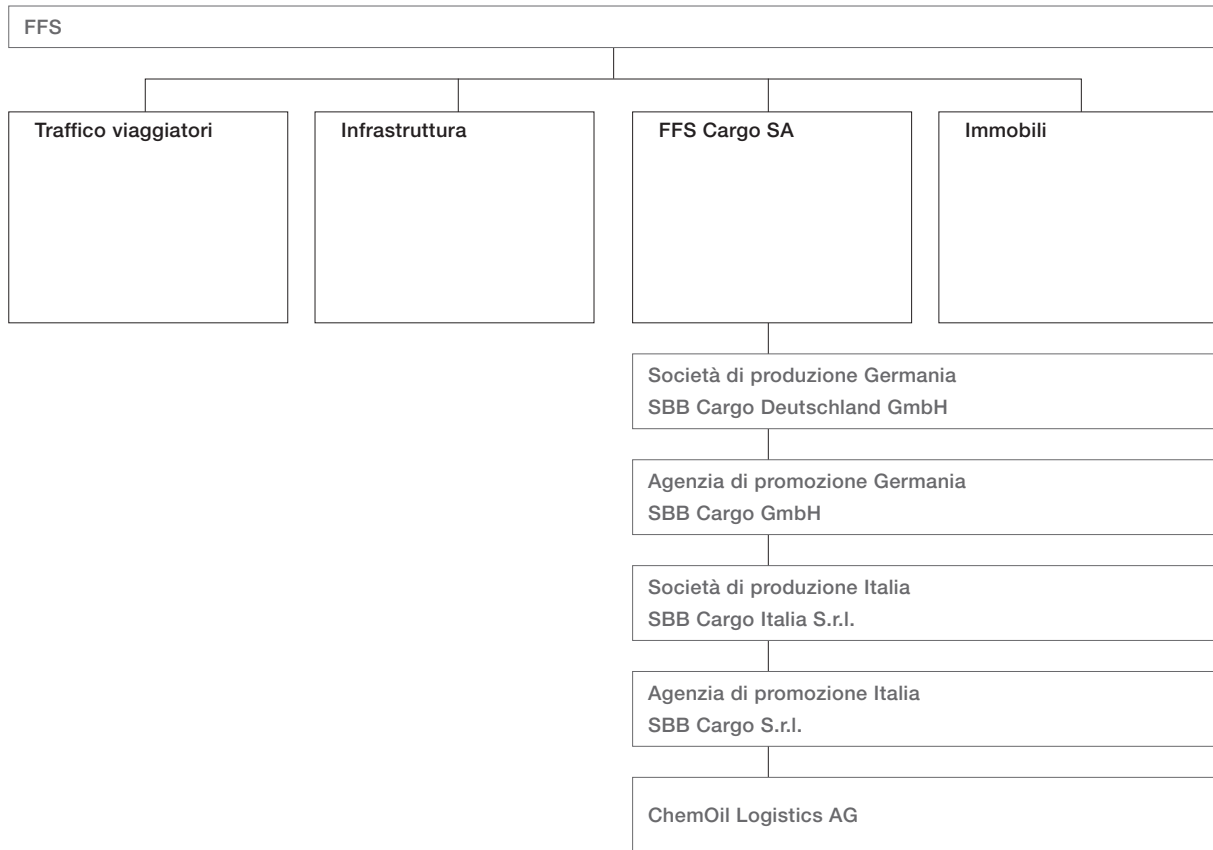 FFS
Traffico viaggiatori
Infrastruttura
FFS Cargo SA
Immobili
Società di produzione Germania
SBB Cargo Deutschland GmbH
Agenzia di promozione Germania
SBB Cargo GmbH
Società di produzione Italia
SBB Cargo Italia S.r.l.
Agenzia di promozione Italia
SBB Cargo S.r.l.
ChemOil Logistics AG